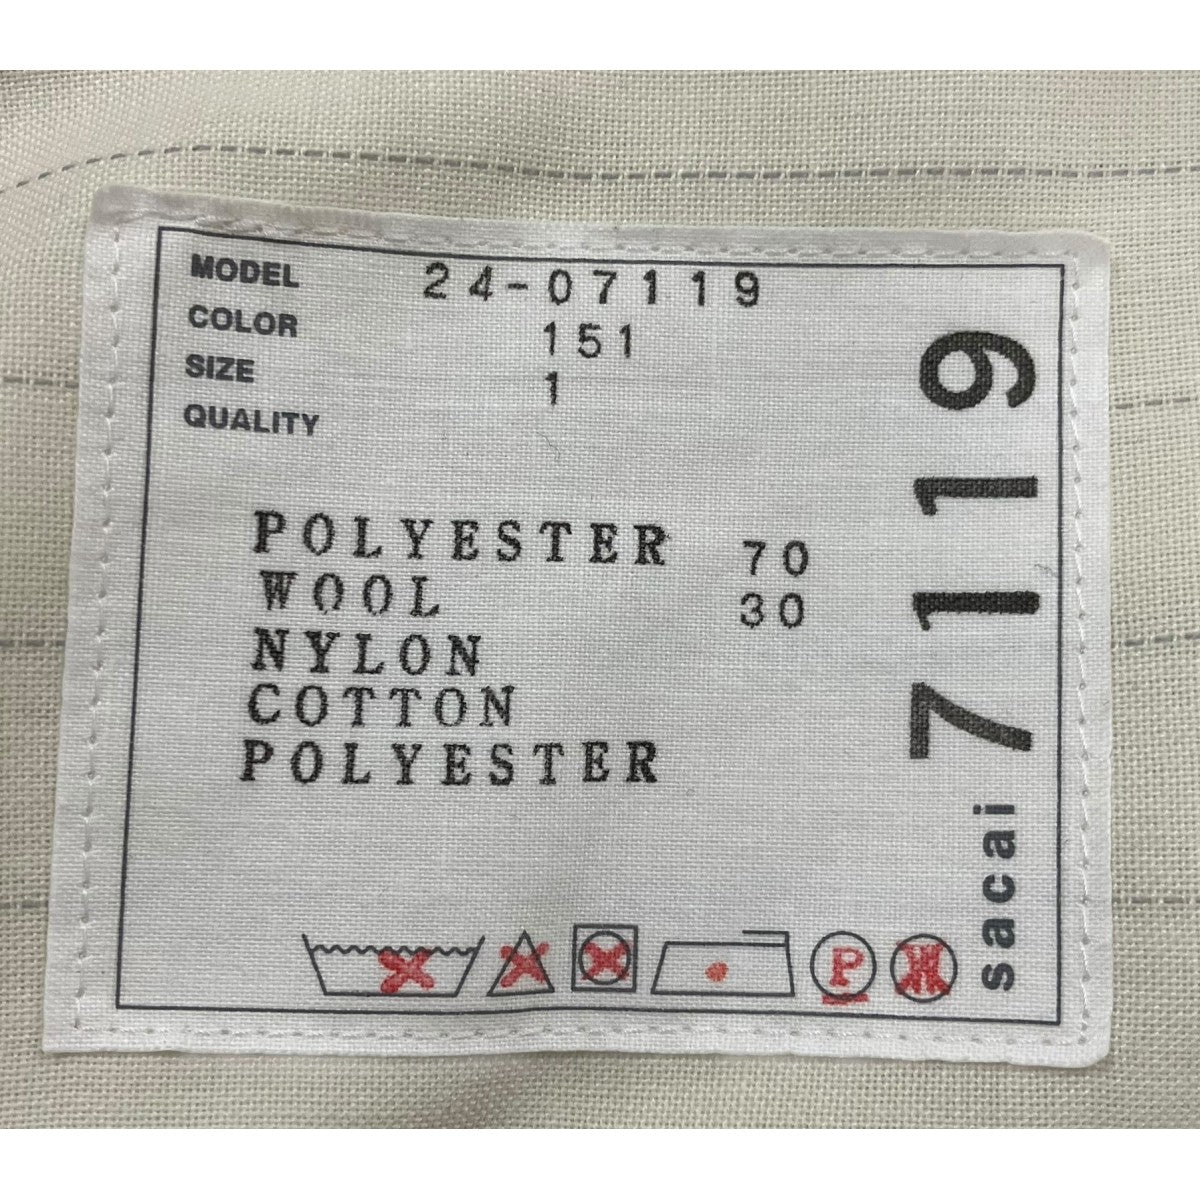 MODEL 24-07119
COLOR 151
SIZE 1
QUALITY
POLYESTER 70
WOOL 30
NYLON
COTTON
POLYESTER
P W
sacai 7119